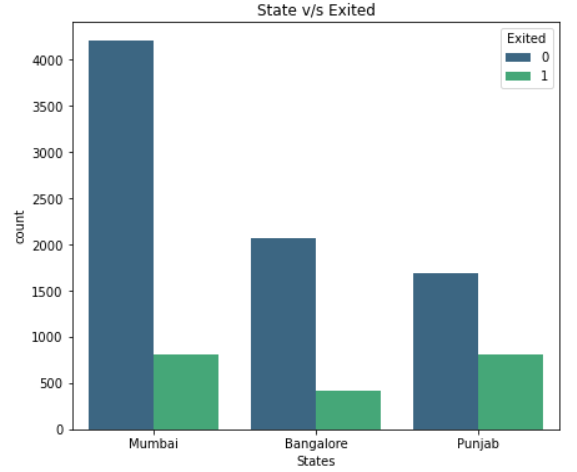 State v/s Exited
Exited
0
1
count
4000
3500
3000
2500
2000
1500
1000
500
0
Mumbai Bangalore Punjab
States